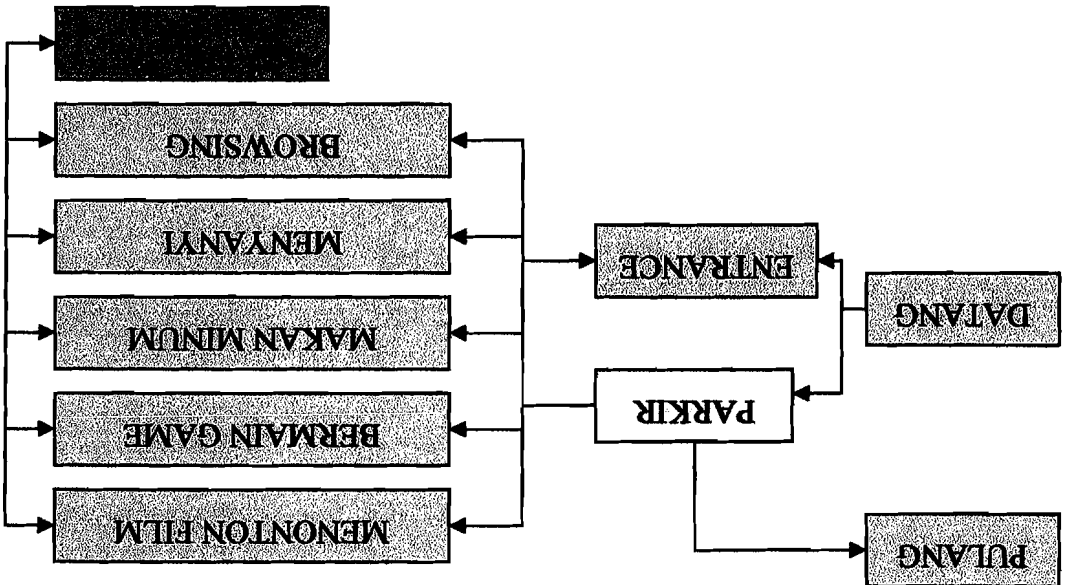 PULANG
PARKIR
DATANG
ENTRANCE
MENONTON FILM
BERMAIN GAME
MAKAN MINUM
MENYANYI
BROWSING